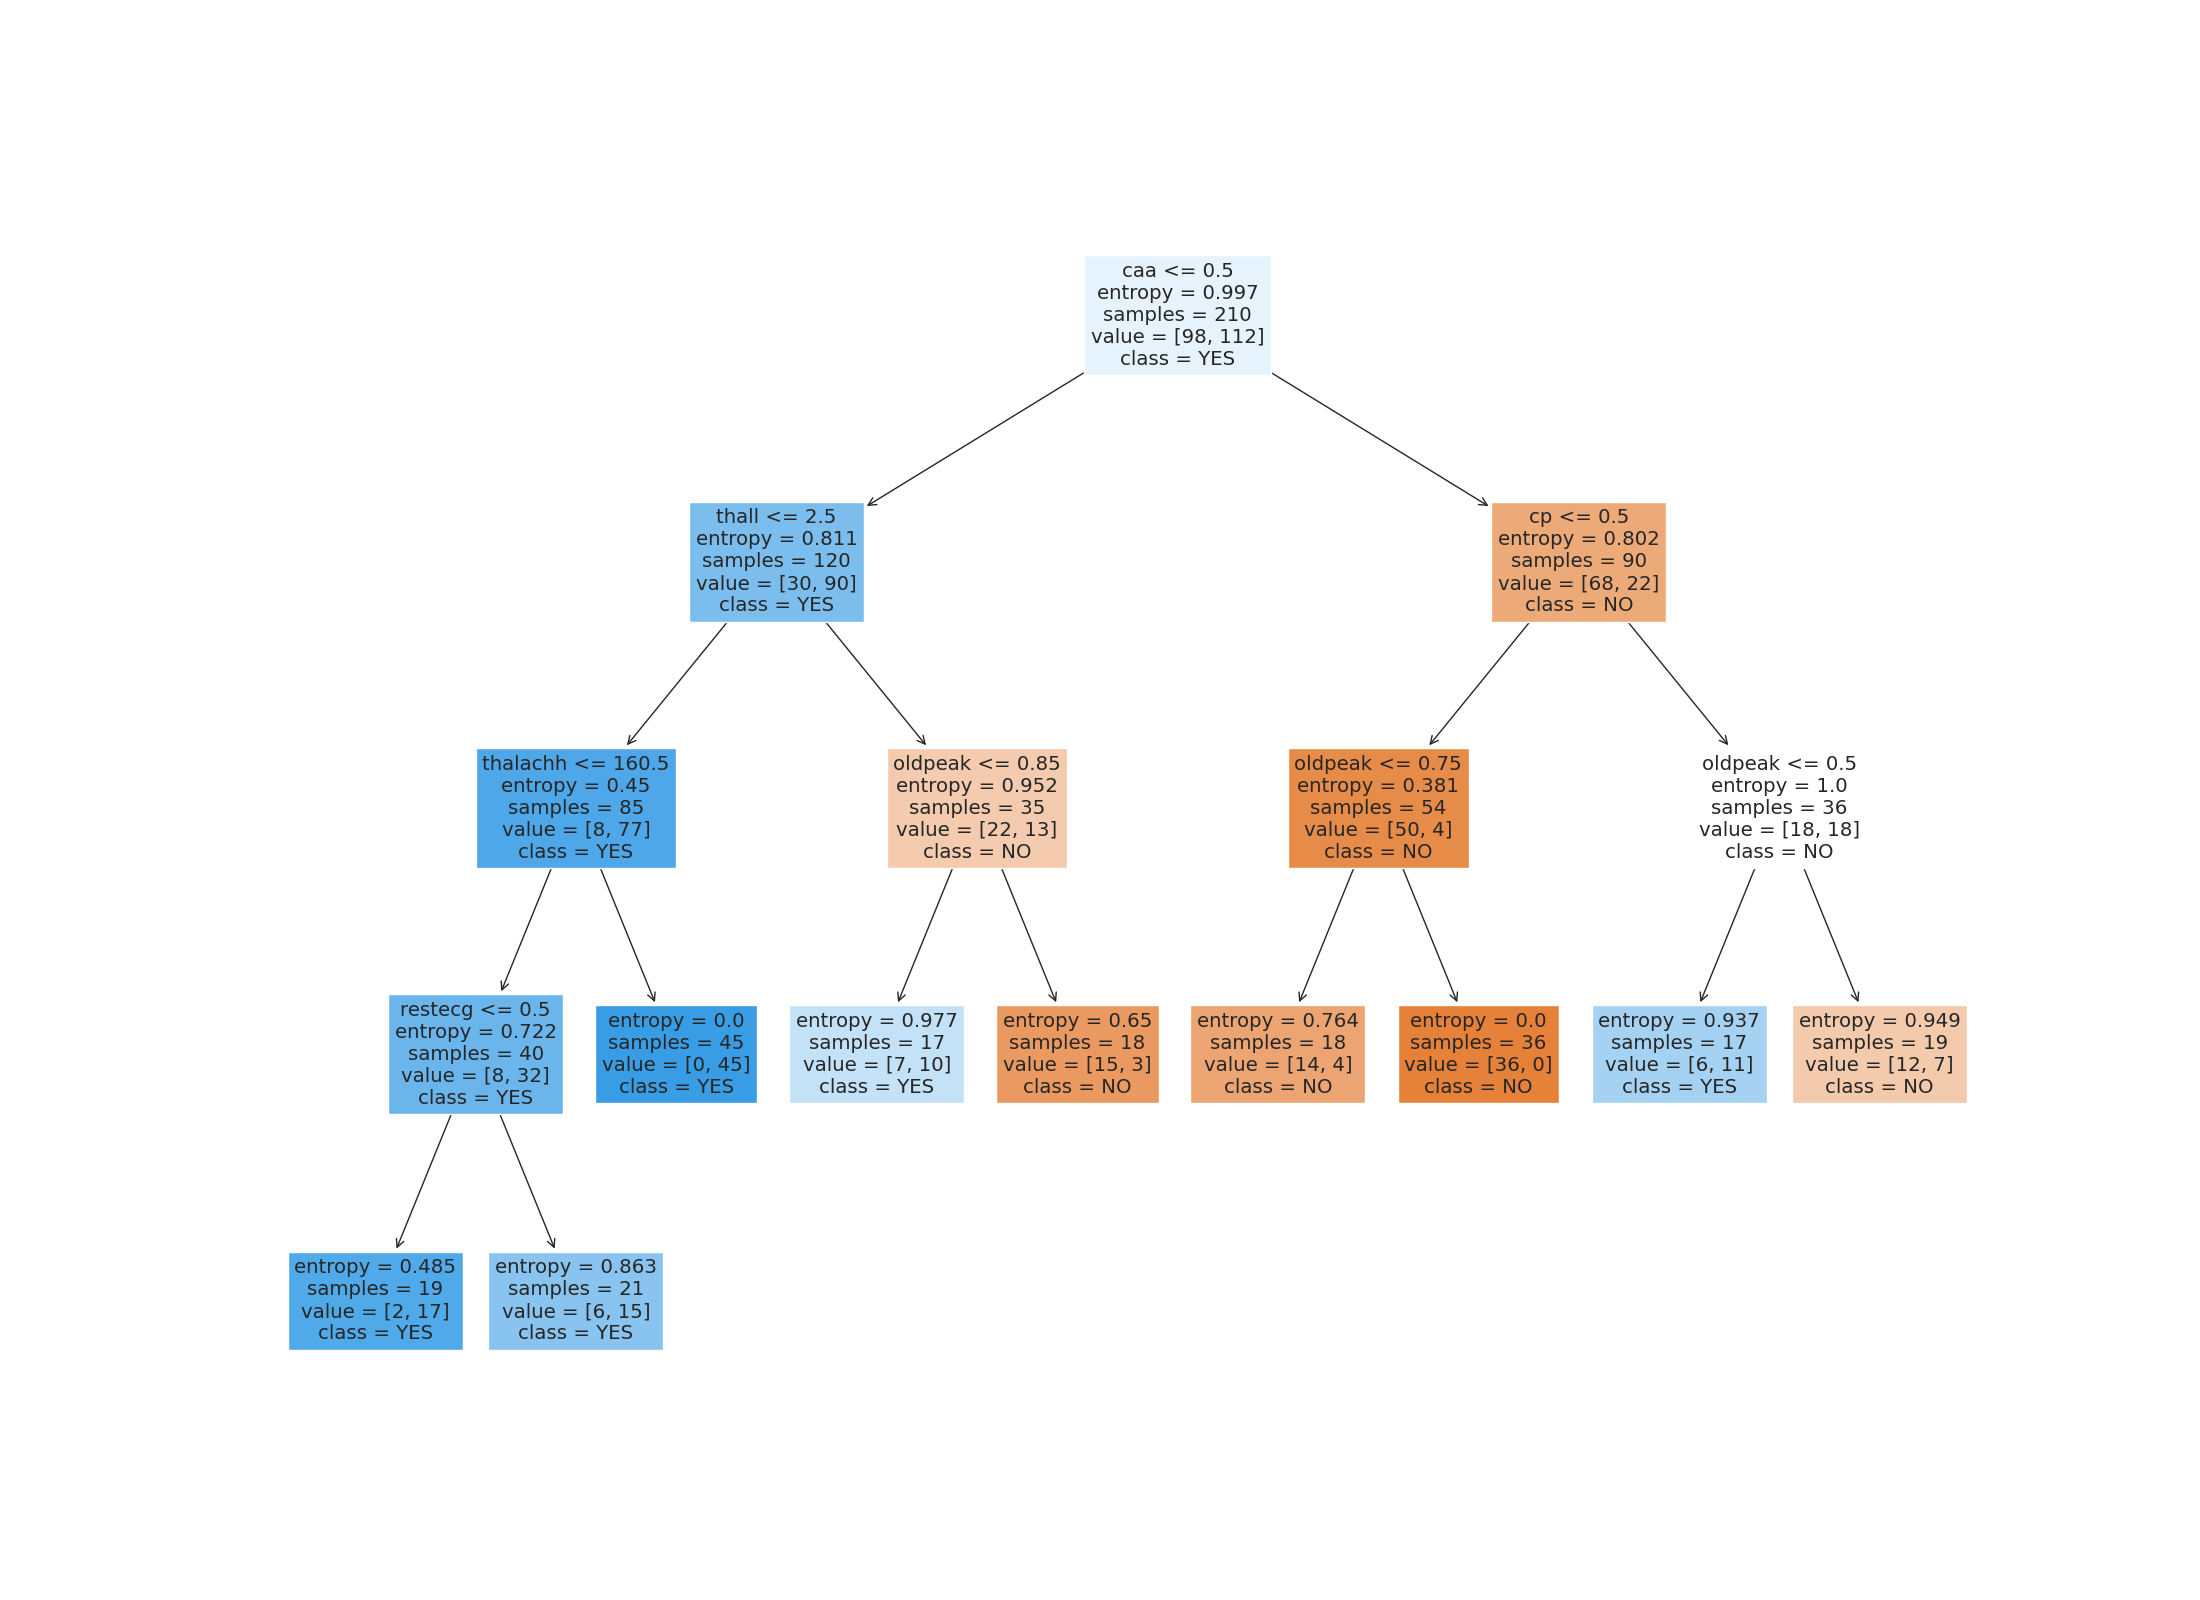 caa <= 0.5
entropy = 0.997
samples = 210
value = [98, 112]
class = YES
thall <= 2.5
entropy = 0.811
samples = 120
value = [30, 90]
class = YES
cp <= 0.5
entropy = 0.802
samples = 90
value = [68, 22]
class = NO
thalachh <= 160.5
entropy = 0.45
samples = 85
value = [8, 77]
class = YES
oldpeak <= 0.85
entropy = 0.952
samples = 35
value = [22, 13]
class = NO
oldpeak <= 0.75
entropy = 0.381
samples = 54
value = [50, 4]
class = NO
oldpeak <= 0.5
entropy = 1.0
samples = 36
value = [18, 18]
class = NO
restecg <= 0.5
entropy = 0.722
samples = 40
value = [8, 32]
class = YES
entropy = 0.0
samples = 45
value = [0, 45]
class = YES
entropy = 0.977
samples = 17
value = [7, 10]
class = YES
entropy = 0.65
samples = 18
value = [15, 3]
class = NO
entropy = 0.764
samples = 18
value = [14, 4]
class = NO
entropy = 0.0
samples = 36
value = [36, 0]
class = NO
entropy = 0.937
samples = 17
value = [6, 11]
class = YES
entropy = 0.949
samples = 19
value = [12, 7]
class = NO
entropy = 0.485
samples = 19
value = [2, 17]
class = YES
entropy = 0.863
samples = 21
value = [6, 15]
class = YES